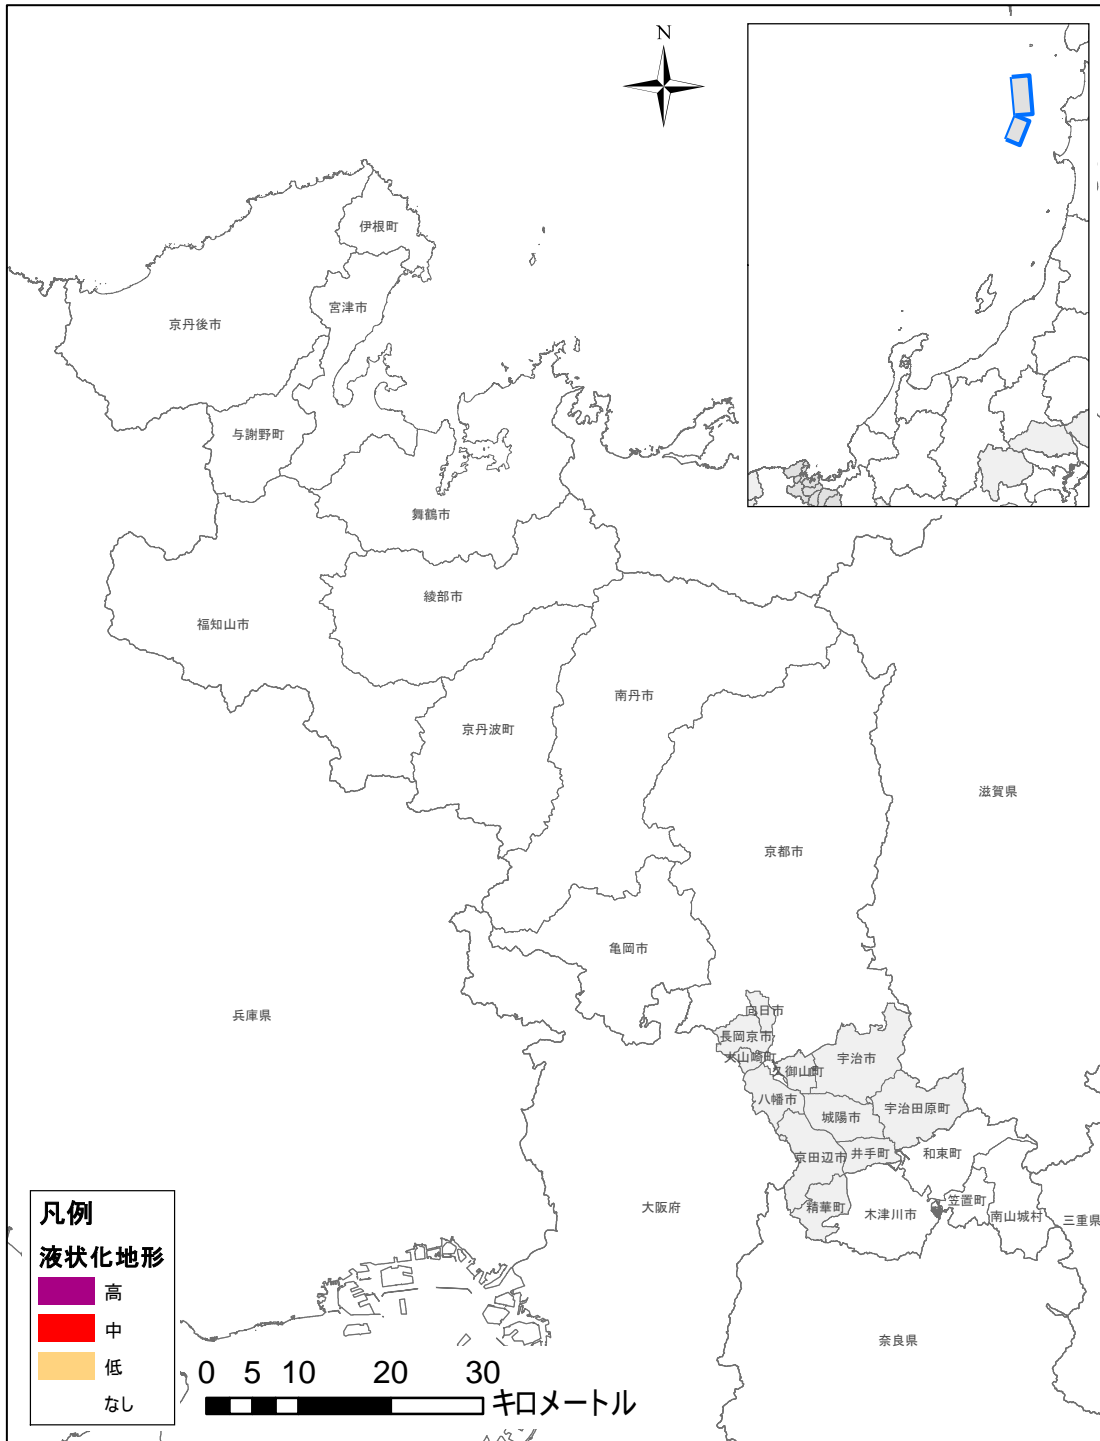 N
伊根町
宮津市
京丹後市
与謝野町
舞鶴市
綾部市
福知山市
南丹市
京丹波町
滋賀県
京都市
亀岡市
兵庫県
向日市
長岡京市
大山崎町
宇治市
久御山町
八幡市
宇治田原町
城陽市
京田辺市
井手町
和束町
精華町
木津川市
笠置町
南山城村
三重県
大阪府
奈良県
凡例
液状化地形
高
中
低
なし
0 5 10 20 30
キロメートル